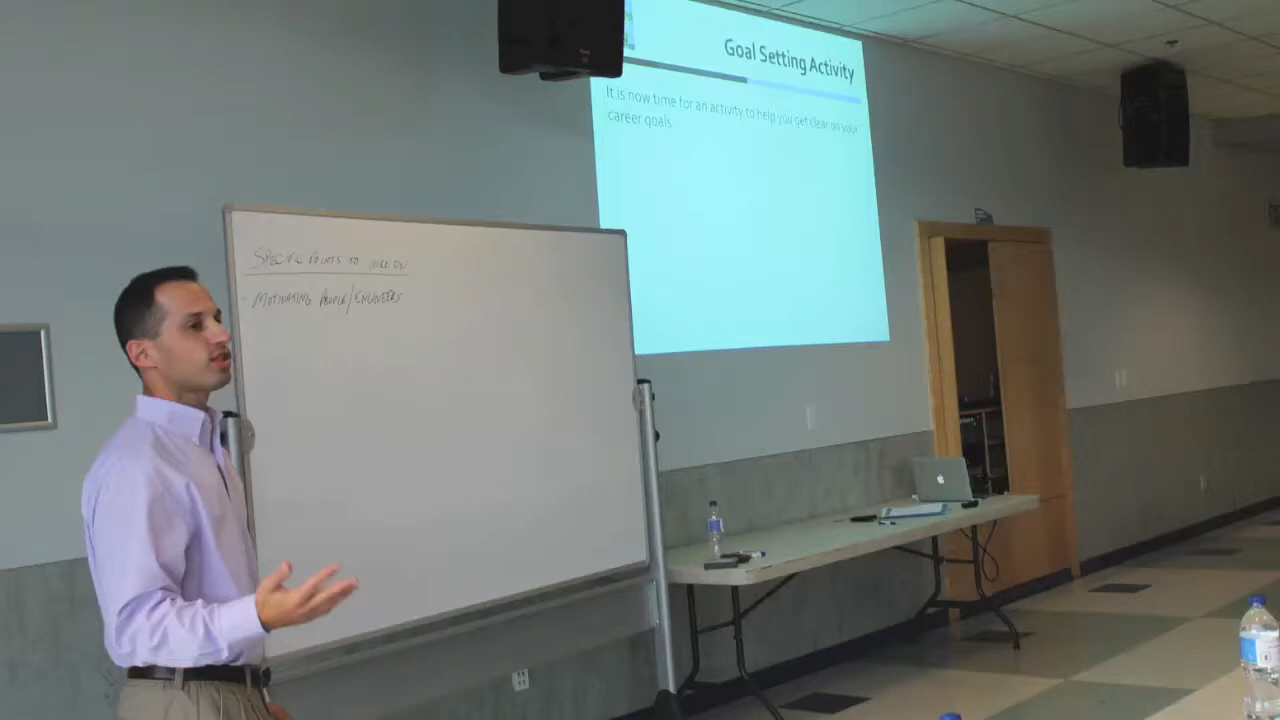 Goal Setting Activity
It is now time for an activity to help you get clear on your
career goals.
SPECIFIC POINTS TO WORK ON
- MOTIVATING PEOPLE/ENGINEERS